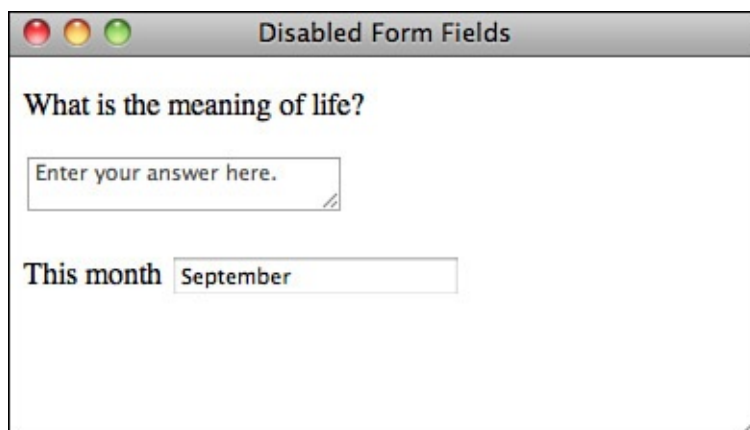 Disabled Form Fields
What is the meaning of life?
Enter your answer here.
This month September